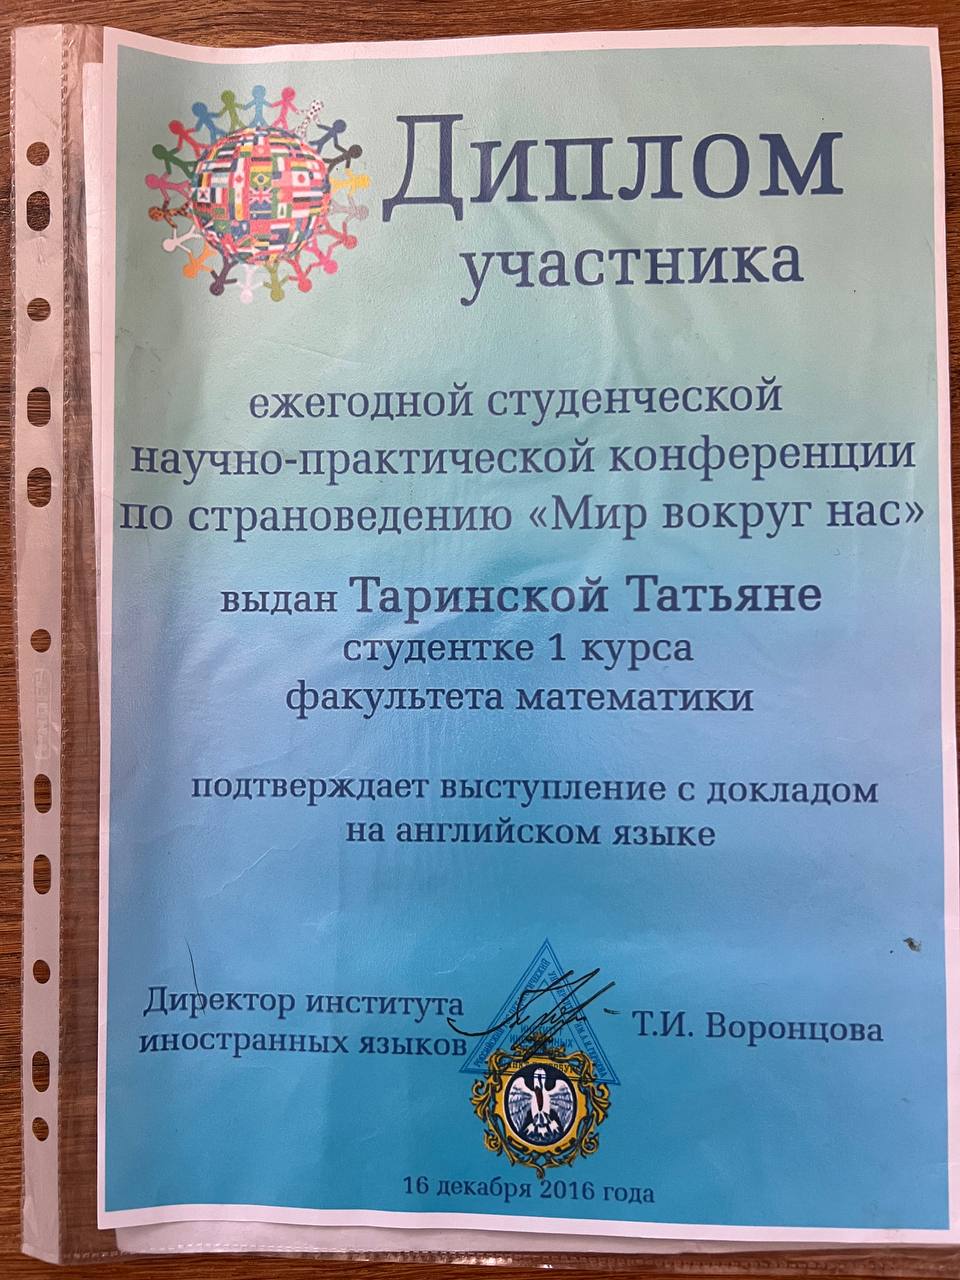 Диплом
участника
ежегодной студенческой
научно-практической конференции
по страноведению «Мир вокруг нас»
выдан Таринской Татьяне
студентке 1 курса
факультета математики
подтверждает выступление с докладом
на английском языке
Директор института
иностранных языков
Т.И. Воронцова
16 декабря 2016 года